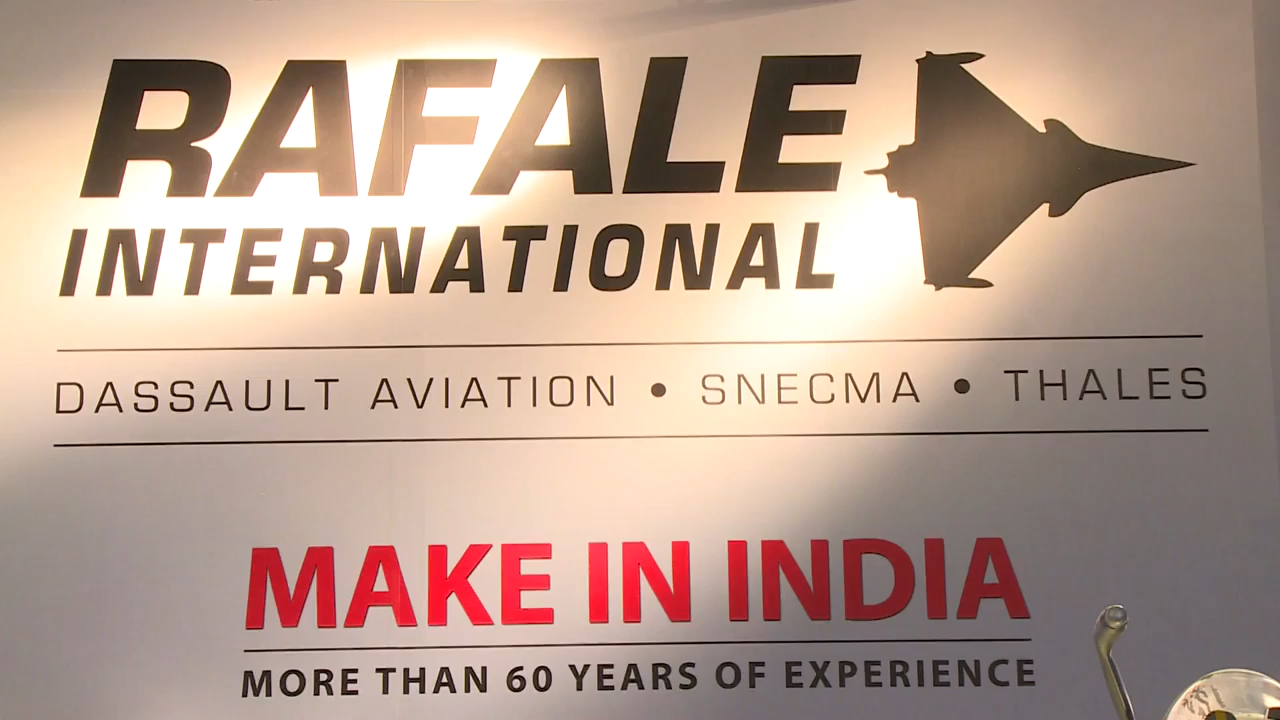 RAFALE
INTERNATIONAL
DASSAULT AVIATION • SNECMA • THALES
MAKE IN INDIA
MORE THAN 60 YEARS OF EXPERIENCE